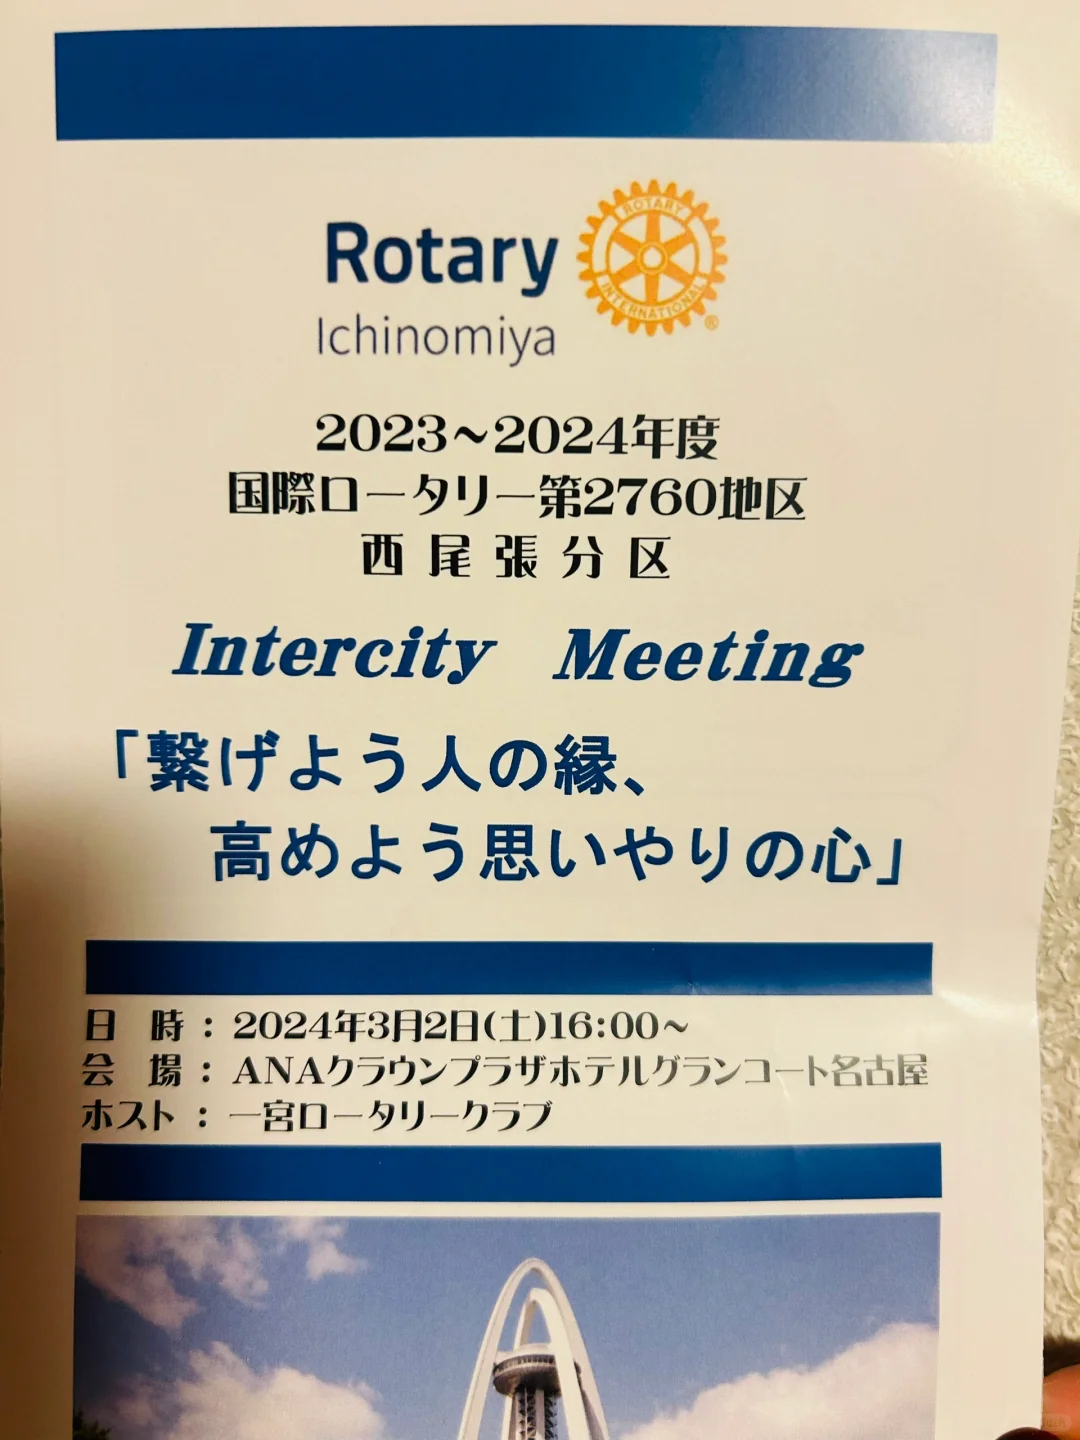 Rotary
Ichinomiya
ROTARY
INTERNATIONAL
®
2023～2024年度
国際ロータリー第2760地区
西尾張分区
Intercity Meeting
「繋げよう人の縁、
高めよう思いやりの心」
日 時：2024年3月2日(土)16:00～
会 場：ANAクラウンプラザホテルグランコート名古屋
ホスト：一宮ロータリークラブ